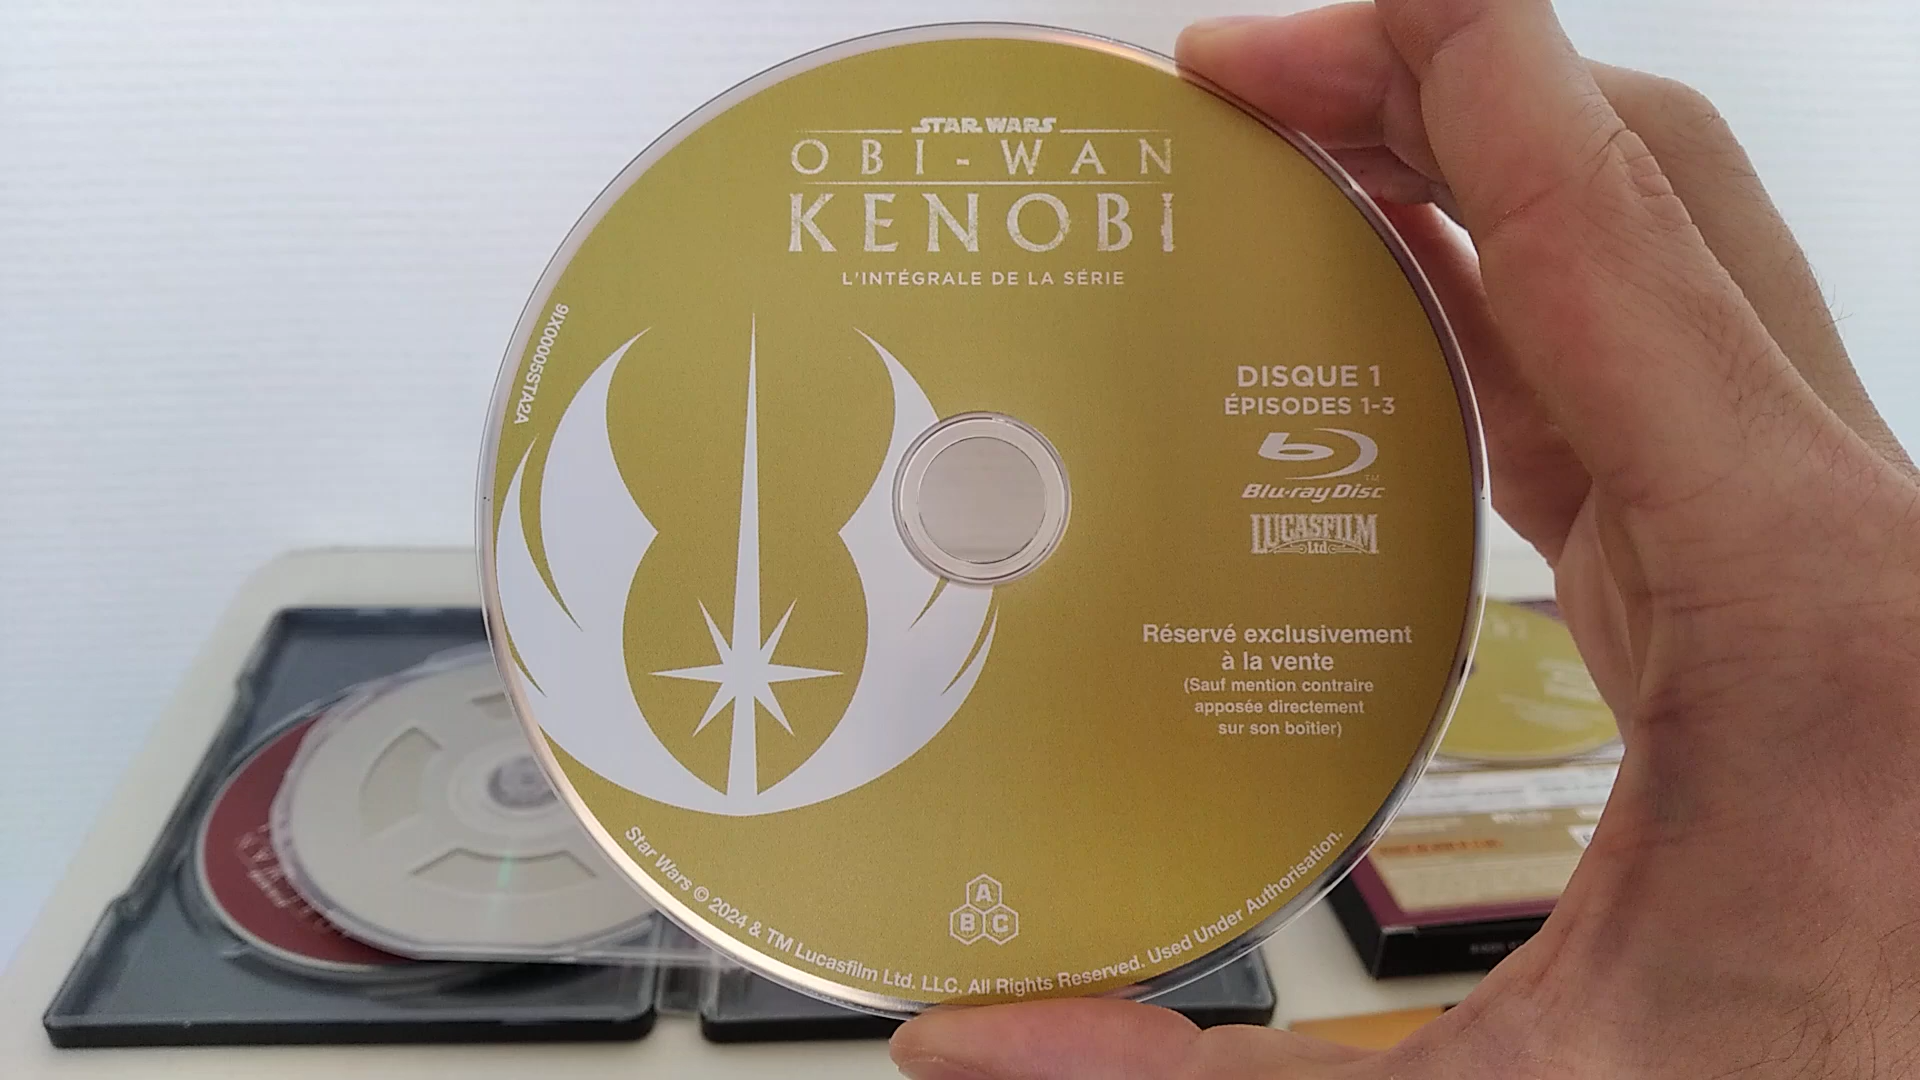 STAR WARS
OBI-WAN
KENOBI
L'INTÉGRALE DE LA SÉRIE
9IX00005STA2A
DISQUE 1
ÉPISODES 1-3
Blu-ray Disc
TM
LUCASFILM
Ltd
Réservé exclusivement
à la vente
(Sauf mention contraire
apposée directement
sur son boîtier)
A
B C
Star Wars © 2024 & TM Lucasfilm Ltd. LLC. All Rights Reserved. Used Under Authorisation.